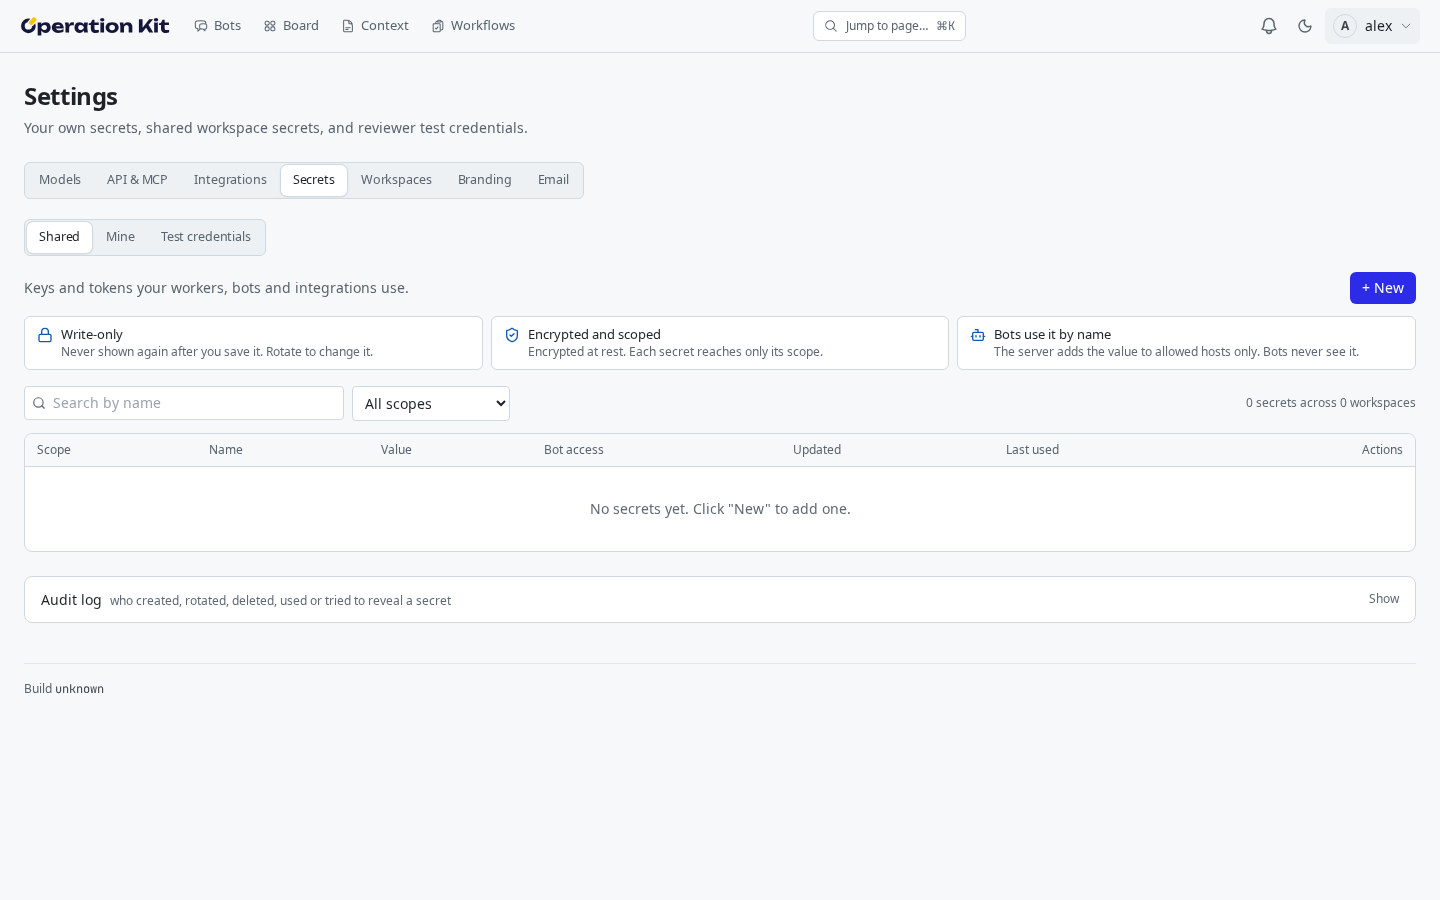 Operation Kit
Bots
Board
Context
Workflows
Jump to page... ⌘K
A
alex
Settings
Your own secrets, shared workspace secrets, and reviewer test credentials.
Models
API & MCP
Integrations
Secrets
Workspaces
Branding
Email
Shared
Mine
Test credentials
Keys and tokens your workers, bots and integrations use.
+ New
Write-only
Never shown again after you save it. Rotate to change it.
Encrypted and scoped
Encrypted at rest. Each secret reaches only its scope.
Bots use it by name
The server adds the value to allowed hosts only. Bots never see it.
Search by name
All scopes
0 secrets across 0 workspaces
Scope
Name
Value
Bot access
Updated
Last used
Actions
No secrets yet. Click "New" to add one.
Audit log who created, rotated, deleted, used or tried to reveal a secret
Show
Build unknown